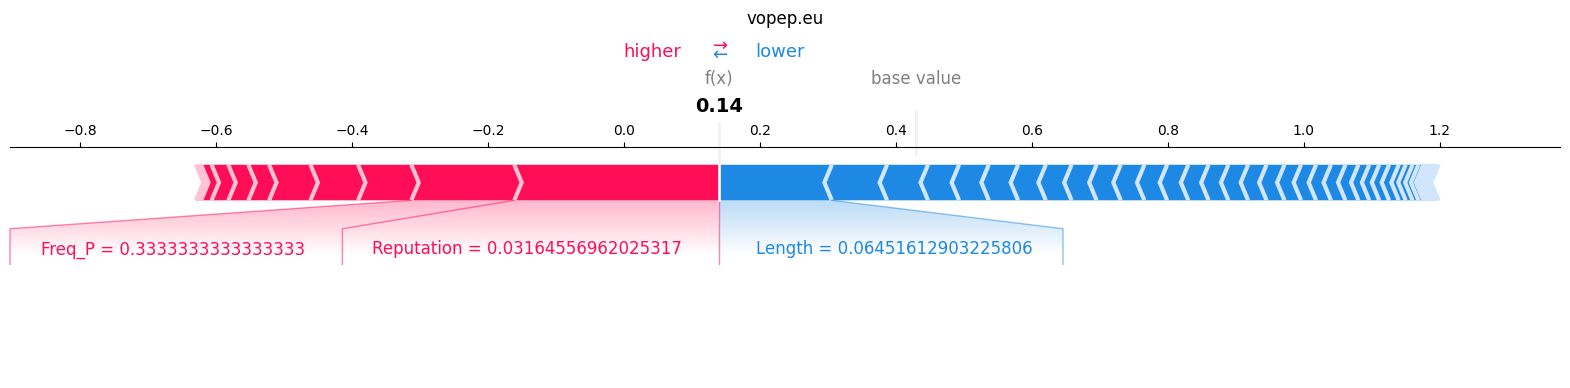 vopep.eu
higher → ← lower
f(x) base value
0.14
−0.8 −0.6 −0.4 −0.2 0.0 0.2 0.4 0.6 0.8 1.0 1.2
Freq_P = 0.3333333333333333 Reputation = 0.03164556962025317 Length = 0.06451612903225806